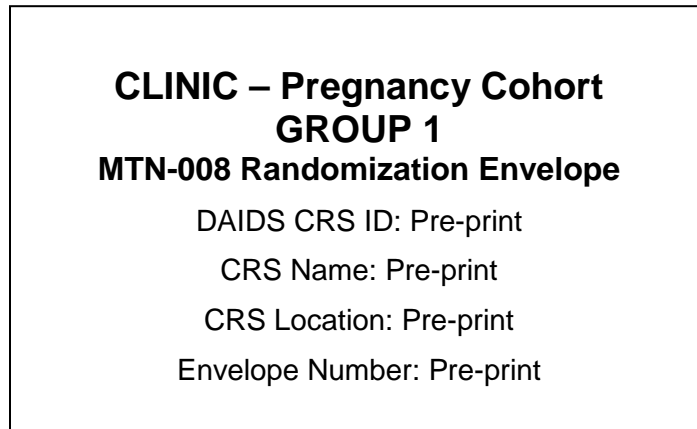 CLINIC – Pregnancy Cohort
GROUP 1
MTN-008 Randomization Envelope
DAIDS CRS ID: Pre-print
CRS Name: Pre-print
CRS Location: Pre-print
Envelope Number: Pre-print